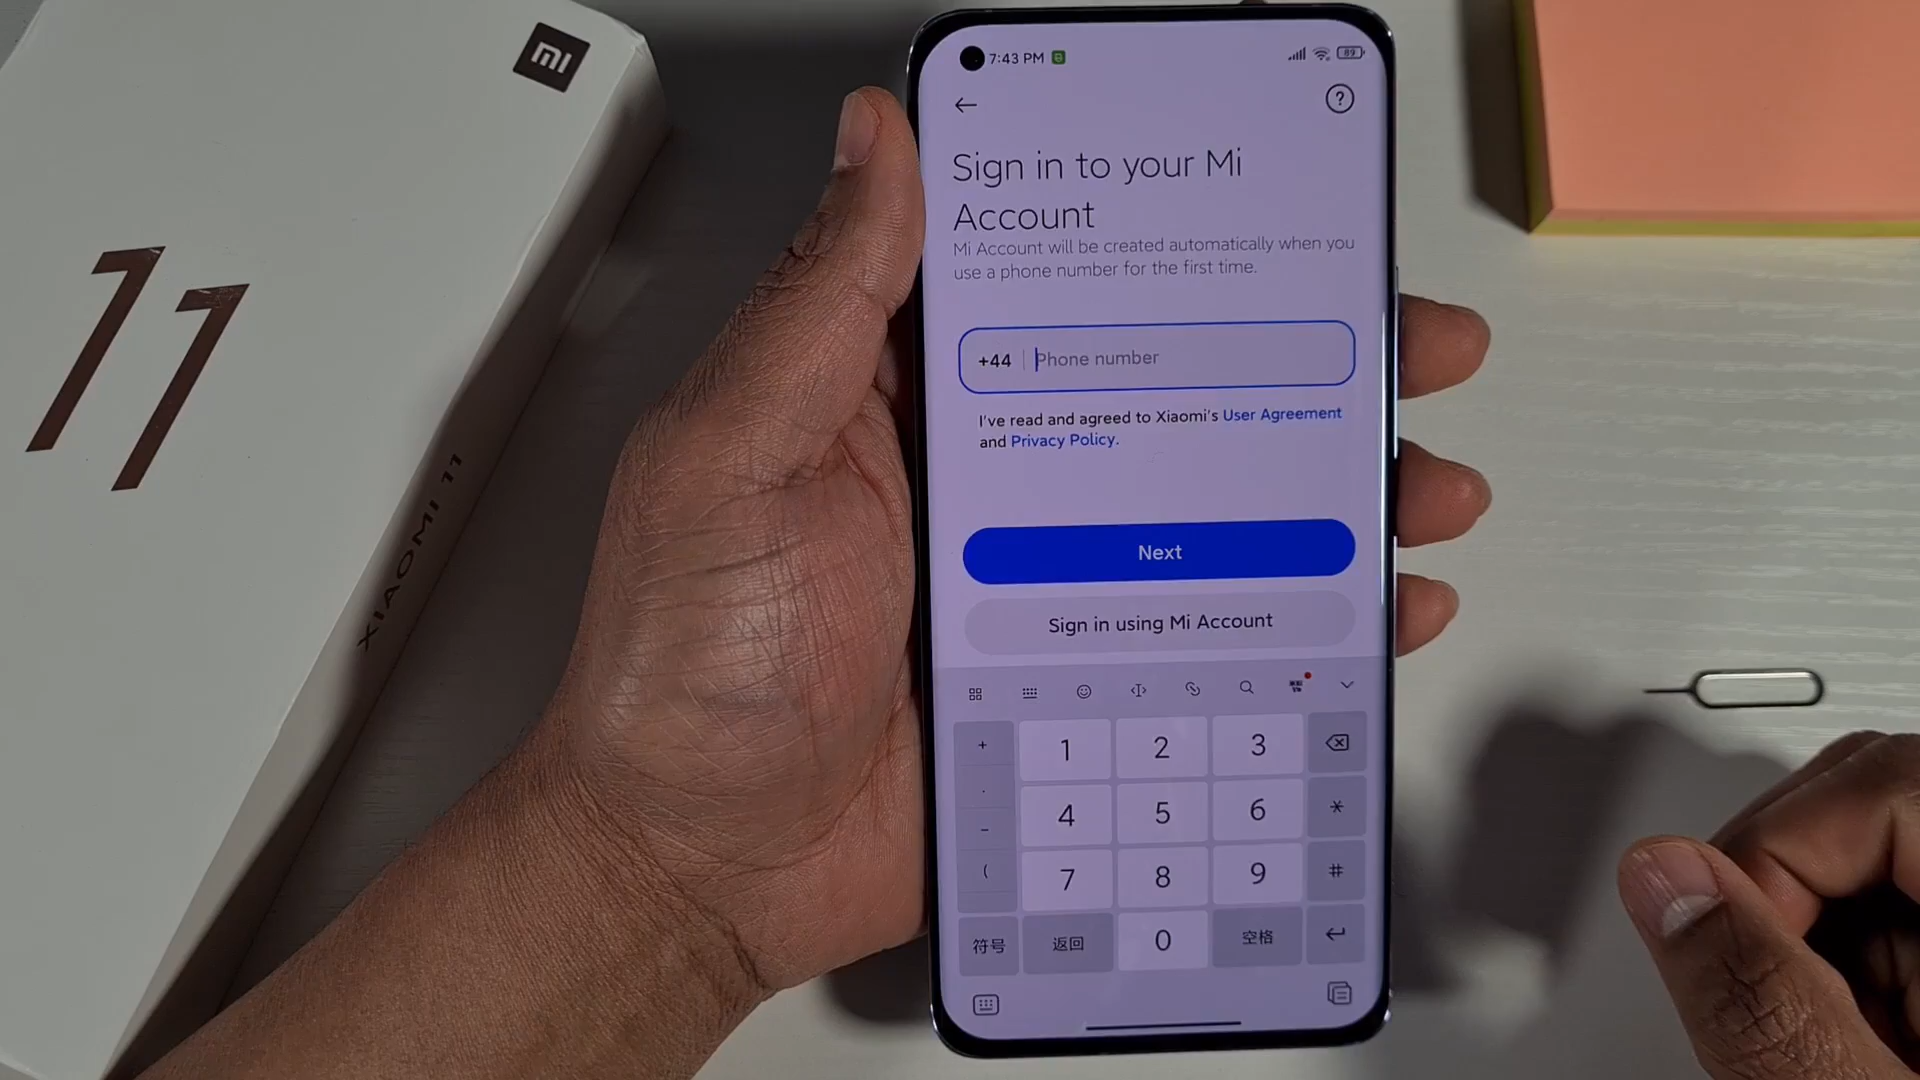 mi
11
XIAOMI 11
7:43 PM
89
?
Sign in to your Mi
Account
Mi Account will be created automatically when you
use a phone number for the first time.
+44 Phone number
I've read and agreed to Xiaomi's User Agreement
and Privacy Policy.
Next
Sign in using Mi Account
+ 1 2 3
. 4 5 6 *
-
( 7 8 9 #
符号 返回 0 空格